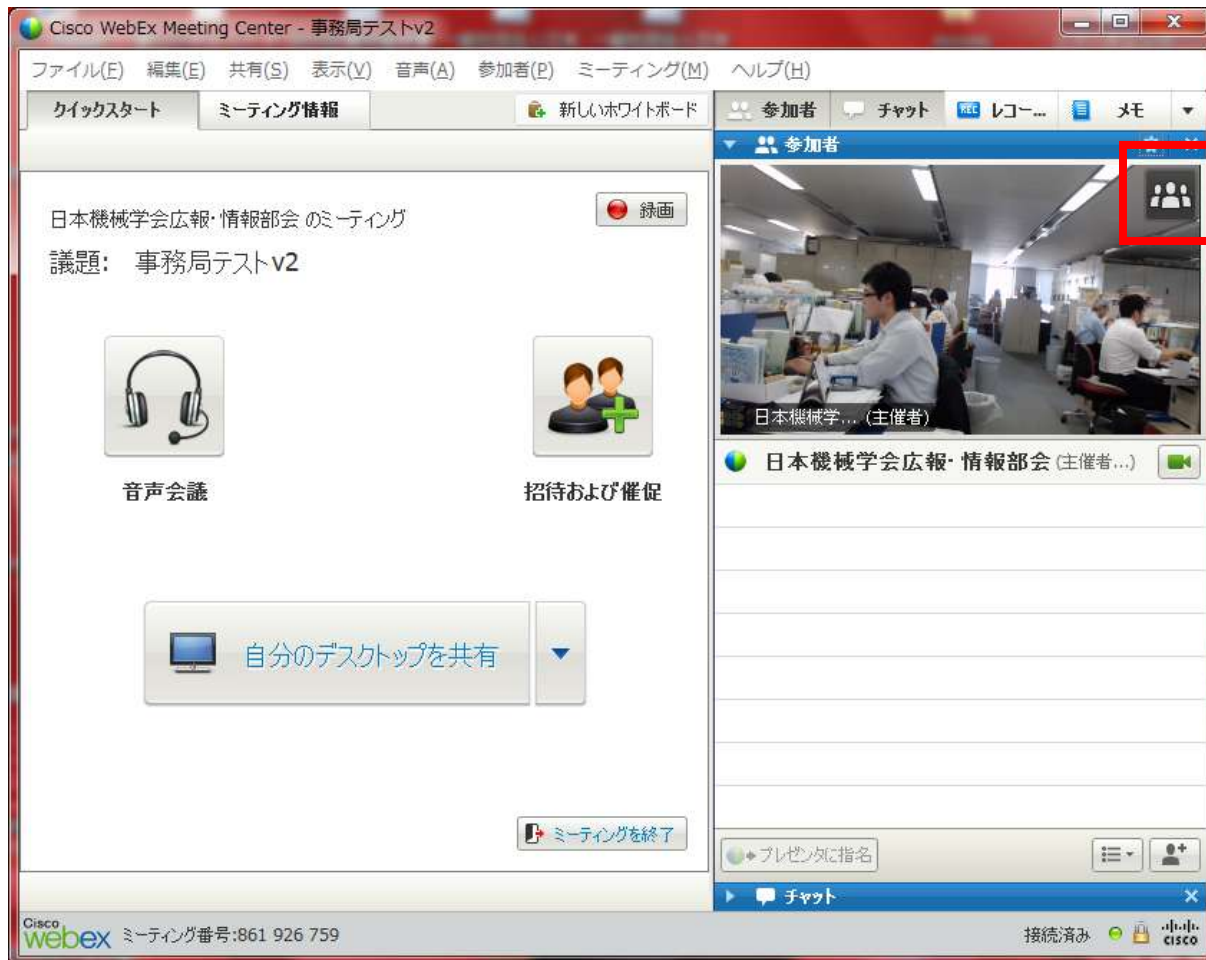 Cisco WebEx Meeting Center - 事務局テストv2
ファイル(F) 編集(E) 共有(S) 表示(V) 音声(A) 参加者(P) ミーティング(M) ヘルプ(H)
クイックスタート ミーティング情報 新しいホワイトボード
参加者 チャット REC レコー... メモ
参加者
日本機械学会広報・情報部会 のミーティング 録画
議題: 事務局テストv2
音声会議 招待および催促
自分のデスクトップを共有
ミーティングを終了
日本機械学... (主催者)
日本機械学会広報・情報部会 (主催者...)
プレゼンタに指名
チャット
Cisco webex ミーティング番号:861 926 759 接続済み cisco